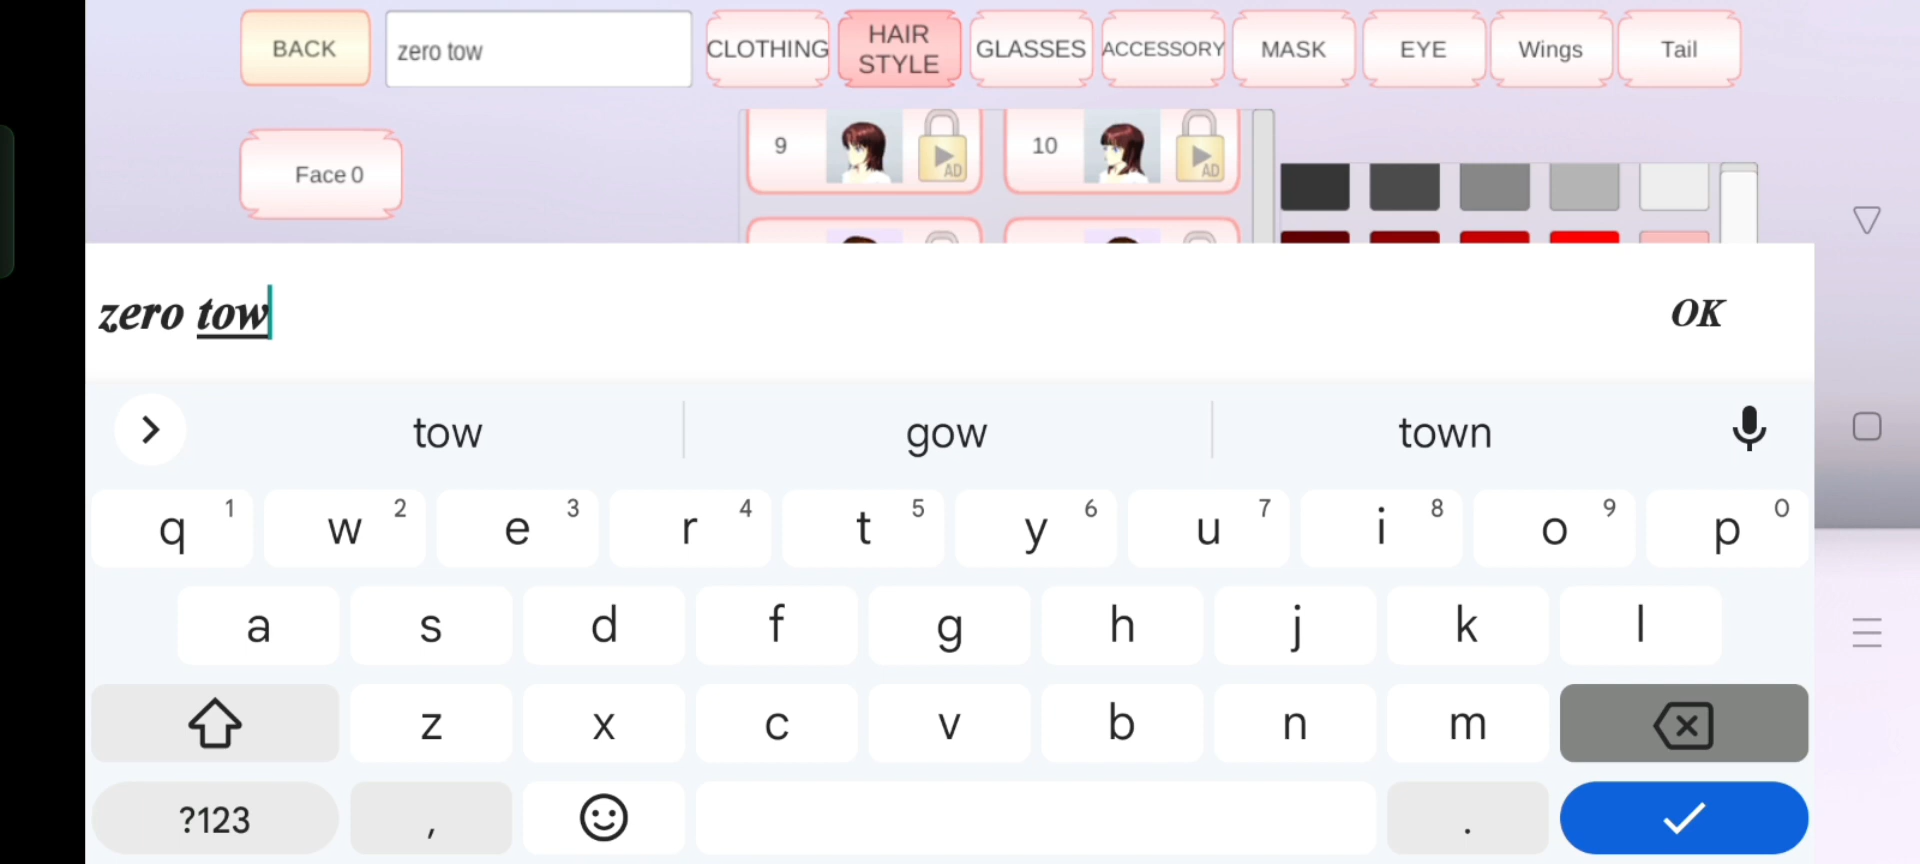 BACK
zero tow
CLOTHING
HAIR
STYLE
GLASSES
ACCESSORY
MASK
EYE
Wings
Tail
Face 0
9
AD
10
AD
zero tow
OK
tow gow town
q 1 w 2 e 3 r 4 t 5 y 6 u 7 i 8 o 9 p 0
a s d f g h j k l
z x c v b n m
?123 , .